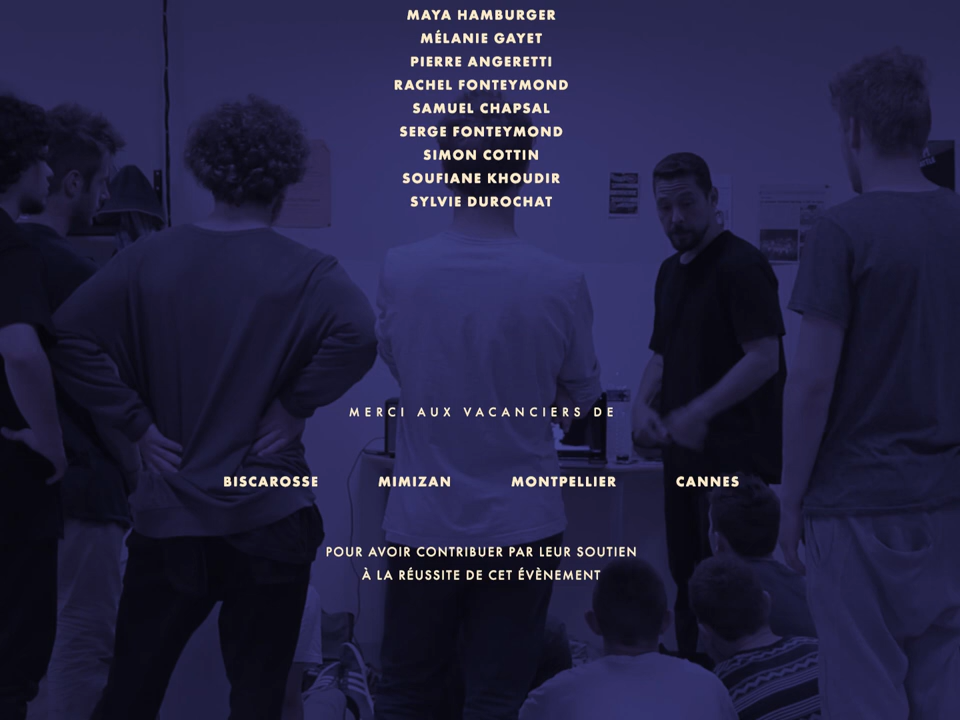 MAYA HAMBURGER
MÉLANIE GAYET
PIERRE ANGERETTI
RACHEL FONTEYMOND
SAMUEL CHAPSAL
SERGE FONTEYMOND
SIMON COTTIN
SOUFIANE KHOUDIR
SYLVIE DUROCHAT
MERCI AUX VACANCIERS DE
BISCAROSSE MIMIZAN MONTPELLIER CANNES
POUR AVOIR CONTRIBUER PAR LEUR SOUTIEN
À LA RÉUSSITE DE CET ÉVÈNEMENT